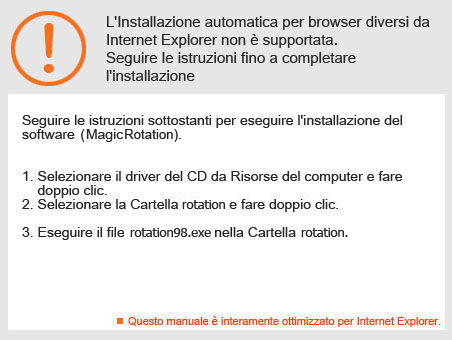 L'Installazione automatica per browser diversi da
Internet Explorer non è supportata.
Seguire le istruzioni fino a completare
l'installazione
Seguire le istruzioni sottostanti per eseguire l'installazione del
software (MagicRotation).
1. Selezionare il driver del CD da Risorse del computer e fare
doppio clic.
2. Selezionare la Cartella rotation e fare doppio clic.
3. Eseguire il file rotation98.exe nella Cartella rotation.
Questo manuale è interamente ottimizzato per Internet Explorer.